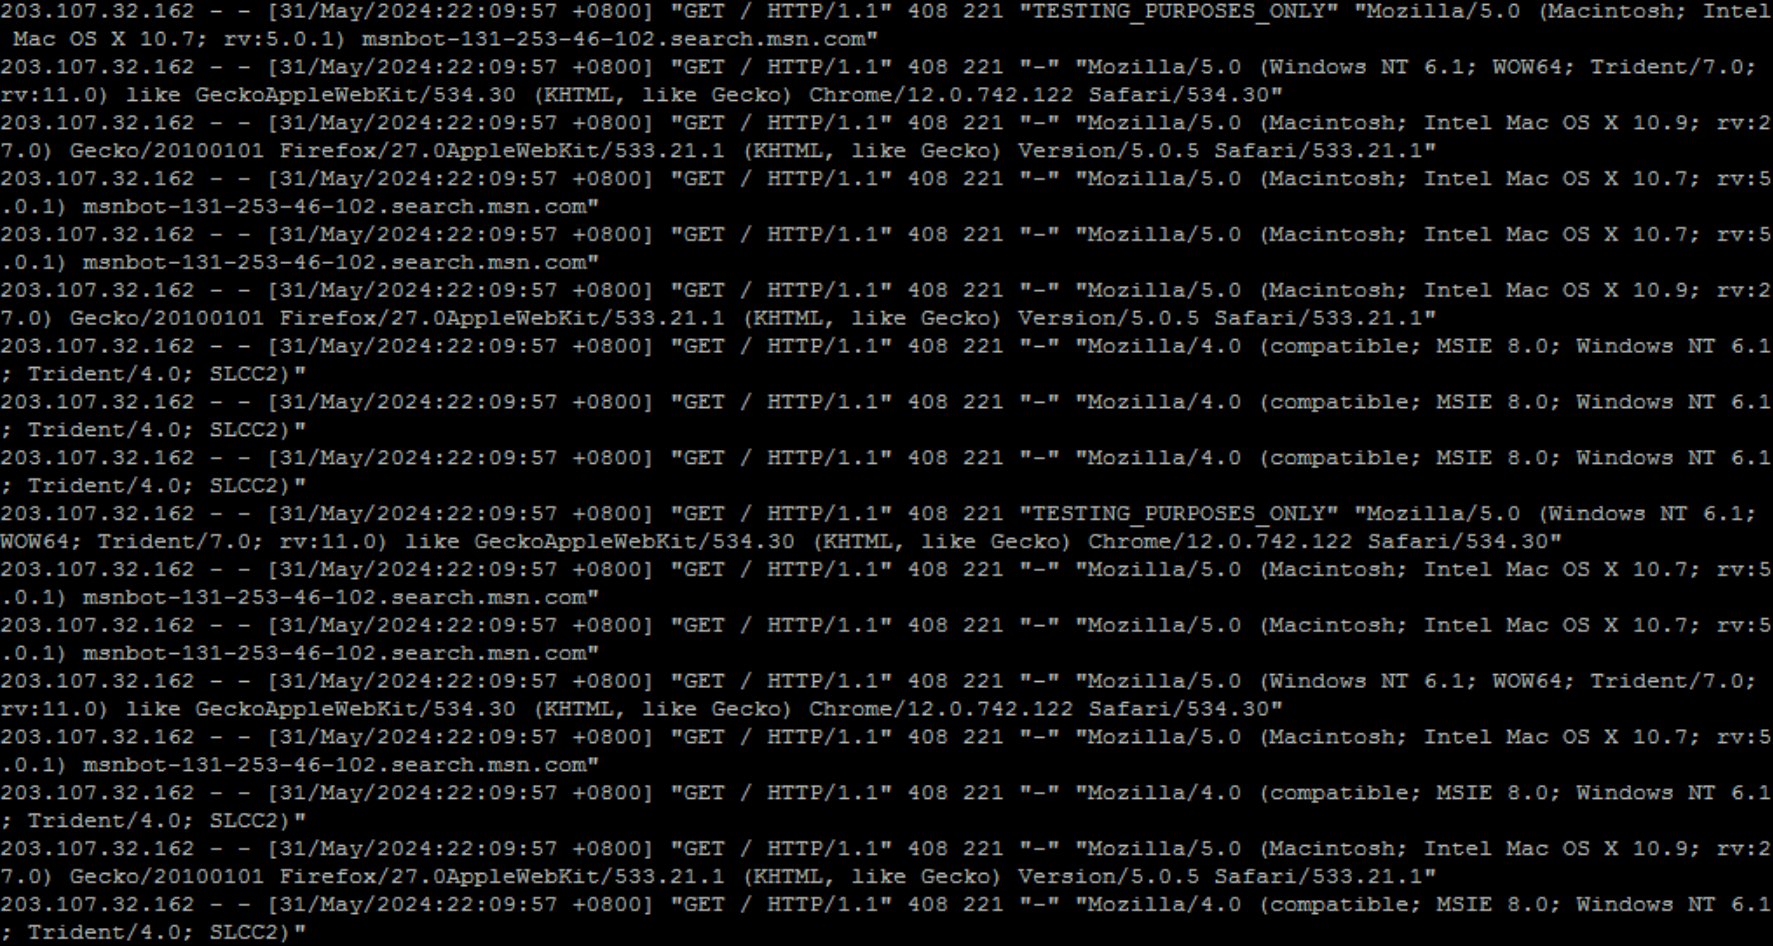 203.107.32.162 - - [31/May/2024:22:09:57 +0800] "GET / HTTP/1.1" 408 221 "TESTING_PURPOSES_ONLY" "Mozilla/5.0 (Macintosh; Intel
 Mac OS X 10.7; rv:5.0.1) msnbot-131-253-46-102.search.msn.com"
203.107.32.162 - - [31/May/2024:22:09:57 +0800] "GET / HTTP/1.1" 408 221 "-" "Mozilla/5.0 (Windows NT 6.1; WOW64; Trident/7.0;
rv:11.0) like GeckoAppleWebKit/534.30 (KHTML, like Gecko) Chrome/12.0.742.122 Safari/534.30"
203.107.32.162 - - [31/May/2024:22:09:57 +0800] "GET / HTTP/1.1" 408 221 "-" "Mozilla/5.0 (Macintosh; Intel Mac OS X 10.9; rv:2
7.0) Gecko/20100101 Firefox/27.0AppleWebKit/533.21.1 (KHTML, like Gecko) Version/5.0.5 Safari/533.21.1"
203.107.32.162 - - [31/May/2024:22:09:57 +0800] "GET / HTTP/1.1" 408 221 "-" "Mozilla/5.0 (Macintosh; Intel Mac OS X 10.7; rv:5
.0.1) msnbot-131-253-46-102.search.msn.com"
203.107.32.162 - - [31/May/2024:22:09:57 +0800] "GET / HTTP/1.1" 408 221 "-" "Mozilla/5.0 (Macintosh; Intel Mac OS X 10.7; rv:5
.0.1) msnbot-131-253-46-102.search.msn.com"
203.107.32.162 - - [31/May/2024:22:09:57 +0800] "GET / HTTP/1.1" 408 221 "-" "Mozilla/5.0 (Macintosh; Intel Mac OS X 10.9; rv:2
7.0) Gecko/20100101 Firefox/27.0AppleWebKit/533.21.1 (KHTML, like Gecko) Version/5.0.5 Safari/533.21.1"
203.107.32.162 - - [31/May/2024:22:09:57 +0800] "GET / HTTP/1.1" 408 221 "-" "Mozilla/4.0 (compatible; MSIE 8.0; Windows NT 6.1
; Trident/4.0; SLCC2)"
203.107.32.162 - - [31/May/2024:22:09:57 +0800] "GET / HTTP/1.1" 408 221 "-" "Mozilla/4.0 (compatible; MSIE 8.0; Windows NT 6.1
; Trident/4.0; SLCC2)"
203.107.32.162 - - [31/May/2024:22:09:57 +0800] "GET / HTTP/1.1" 408 221 "-" "Mozilla/4.0 (compatible; MSIE 8.0; Windows NT 6.1
; Trident/4.0; SLCC2)"
203.107.32.162 - - [31/May/2024:22:09:57 +0800] "GET / HTTP/1.1" 408 221 "TESTING_PURPOSES_ONLY" "Mozilla/5.0 (Windows NT 6.1;
WOW64; Trident/7.0; rv:11.0) like GeckoAppleWebKit/534.30 (KHTML, like Gecko) Chrome/12.0.742.122 Safari/534.30"
203.107.32.162 - - [31/May/2024:22:09:57 +0800] "GET / HTTP/1.1" 408 221 "-" "Mozilla/5.0 (Macintosh; Intel Mac OS X 10.7; rv:5
.0.1) msnbot-131-253-46-102.search.msn.com"
203.107.32.162 - - [31/May/2024:22:09:57 +0800] "GET / HTTP/1.1" 408 221 "-" "Mozilla/5.0 (Macintosh; Intel Mac OS X 10.7; rv:5
.0.1) msnbot-131-253-46-102.search.msn.com"
203.107.32.162 - - [31/May/2024:22:09:57 +0800] "GET / HTTP/1.1" 408 221 "-" "Mozilla/5.0 (Windows NT 6.1; WOW64; Trident/7.0;
rv:11.0) like GeckoAppleWebKit/534.30 (KHTML, like Gecko) Chrome/12.0.742.122 Safari/534.30"
203.107.32.162 - - [31/May/2024:22:09:57 +0800] "GET / HTTP/1.1" 408 221 "-" "Mozilla/5.0 (Macintosh; Intel Mac OS X 10.7; rv:5
.0.1) msnbot-131-253-46-102.search.msn.com"
203.107.32.162 - - [31/May/2024:22:09:57 +0800] "GET / HTTP/1.1" 408 221 "-" "Mozilla/4.0 (compatible; MSIE 8.0; Windows NT 6.1
; Trident/4.0; SLCC2)"
203.107.32.162 - - [31/May/2024:22:09:57 +0800] "GET / HTTP/1.1" 408 221 "-" "Mozilla/5.0 (Macintosh; Intel Mac OS X 10.9; rv:2
7.0) Gecko/20100101 Firefox/27.0AppleWebKit/533.21.1 (KHTML, like Gecko) Version/5.0.5 Safari/533.21.1"
203.107.32.162 - - [31/May/2024:22:09:57 +0800] "GET / HTTP/1.1" 408 221 "-" "Mozilla/4.0 (compatible; MSIE 8.0; Windows NT 6.1
; Trident/4.0; SLCC2)"